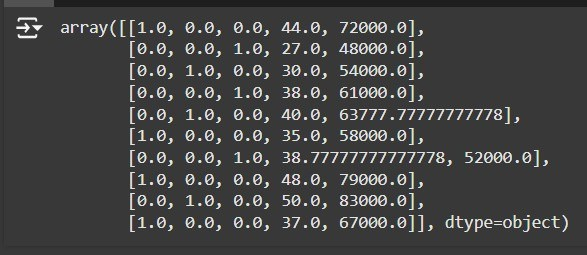 array([[1.0, 0.0, 0.0, 44.0, 72000.0],
[0.0, 0.0, 1.0, 27.0, 48000.0],
[0.0, 1.0, 0.0, 30.0, 54000.0],
[0.0, 0.0, 1.0, 38.0, 61000.0],
[0.0, 1.0, 0.0, 40.0, 63777.77777777778],
[1.0, 0.0, 0.0, 35.0, 58000.0],
[0.0, 0.0, 1.0, 38.77777777777778, 52000.0],
[1.0, 0.0, 0.0, 48.0, 79000.0],
[0.0, 1.0, 0.0, 50.0, 83000.0],
[1.0, 0.0, 0.0, 37.0, 67000.0]], dtype=object)